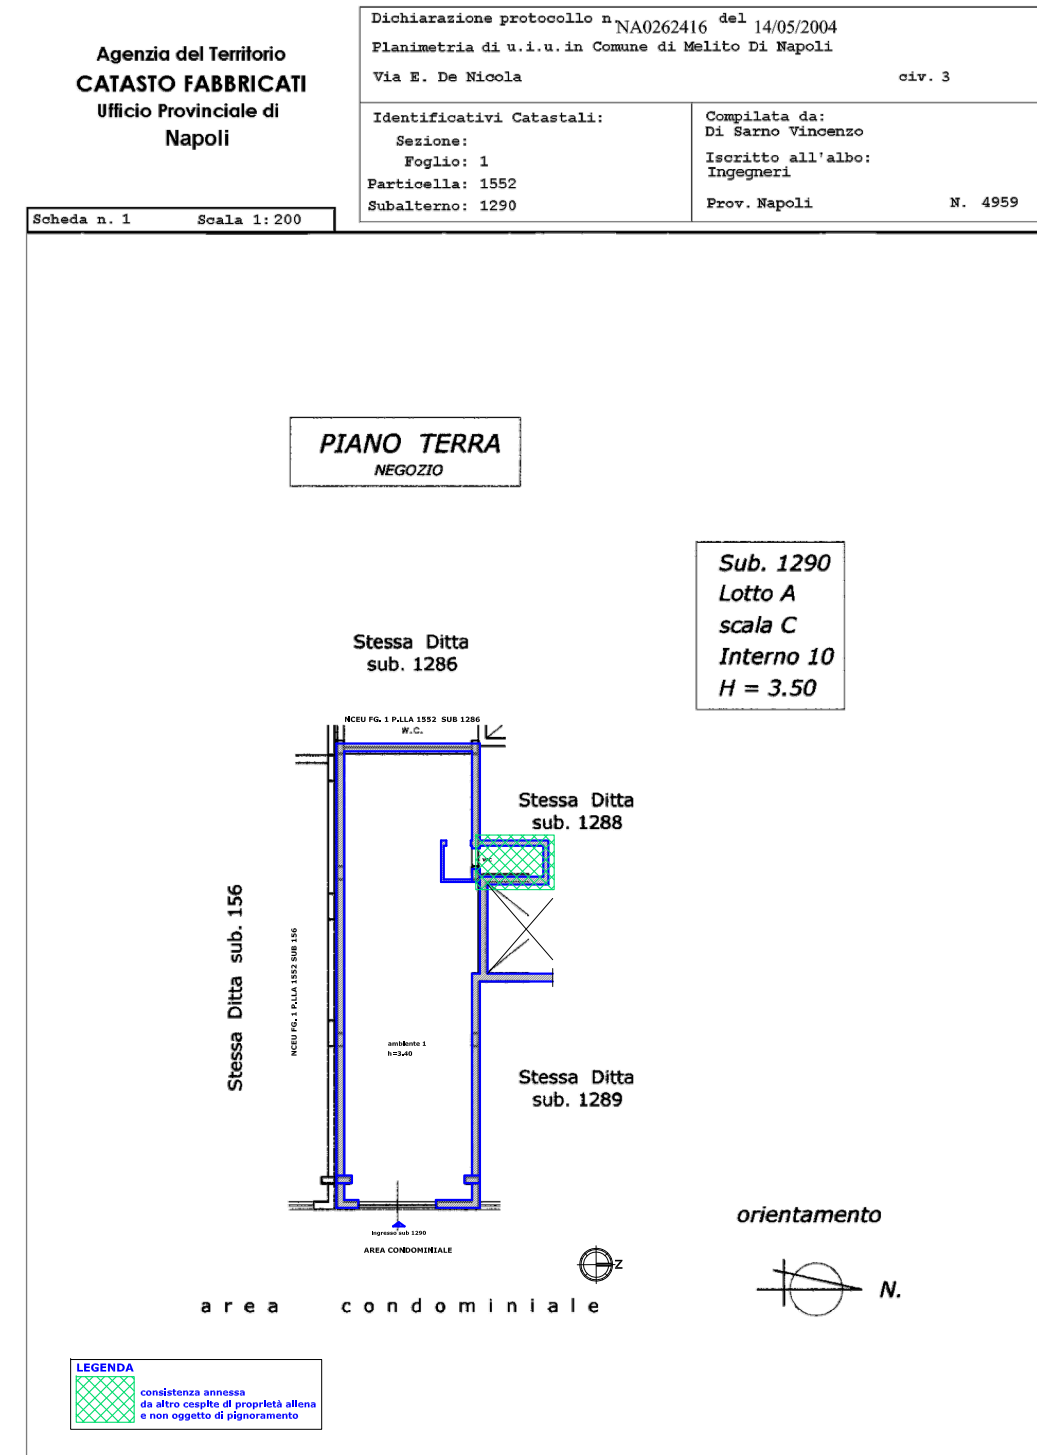 Agenzia del Territorio
CATASTO FABBRICATI
Ufficio Provinciale di
Napoli
Dichiarazione protocollo n. NA0262416 del 14/05/2004
Planimetria di u.i.u. in Comune di Melito Di Napoli
Via E. De Nicola civ. 3
Identificativi Catastali:
Sezione:
Foglio: 1
Particella: 1552
Subalterno: 1290
Compilata da:
Di Sarno Vincenzo
Iscritto all'albo:
Ingegneri
Prov. Napoli N. 4959
Scheda n. 1 Scala 1:200
PIANO TERRA
NEGOZIO
Sub. 1290
Lotto A
scala C
Interno 10
H = 3.50
Stessa Ditta
sub. 1286
NCEU FG. 1 P.LLA 1552 SUB 1286
W.C.
Stessa Ditta
sub. 1288
w.c.
Stessa Ditta sub. 156
NCEU FG. 1 P.LLA 1552 SUB 156
ambiente 1
h=3.40
Stessa Ditta
sub. 1289
ingresso sub 1290
AREA CONDOMINIALE
Z
orientamento
N.
area condominiale
LEGENDA
consistenza annessa
da altro cespite di proprietà aliena
e non oggetto di pignoramento